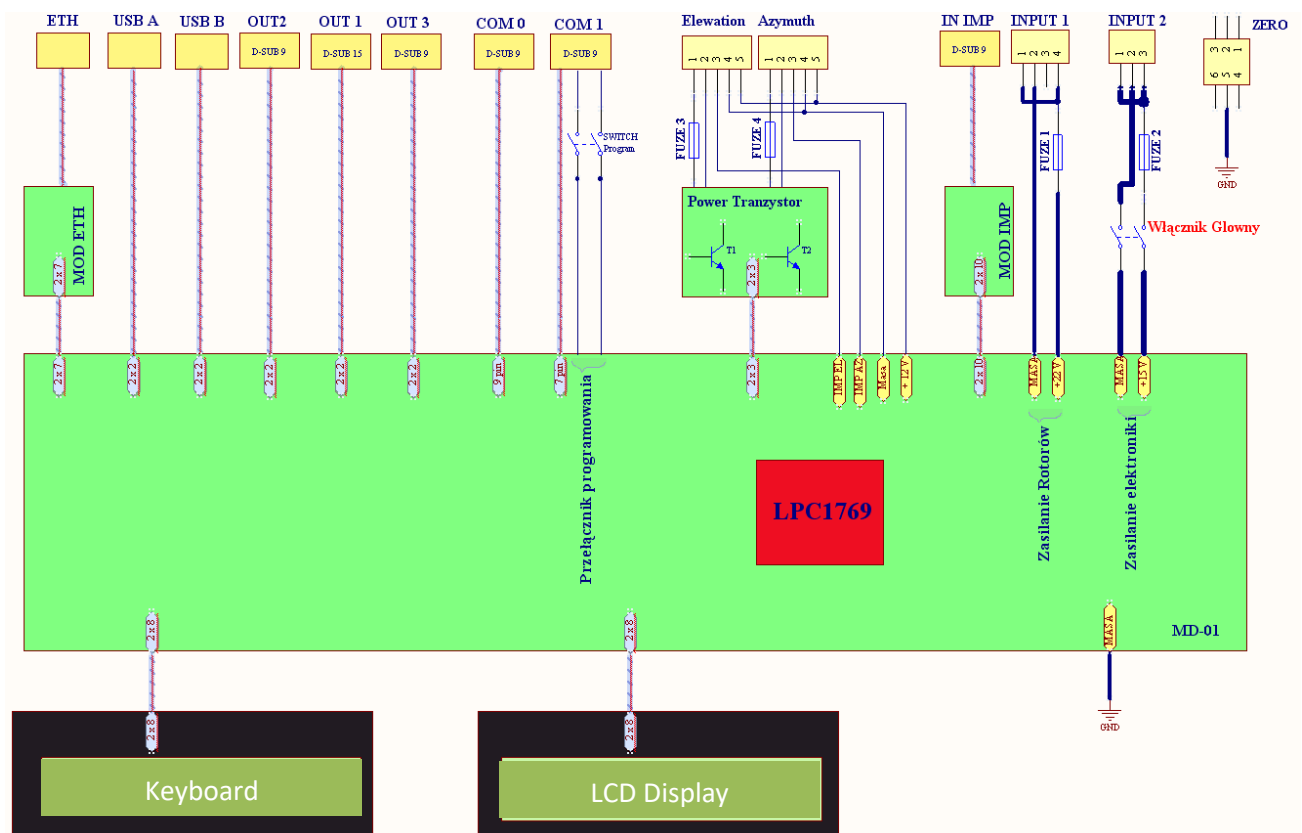 ETH USB A USB B OUT2 OUT 1 OUT 3 COM 0 COM 1 Elewation Azymuth IN IMP INPUT 1 INPUT 2 ZERO
D-SUB 9 D-SUB 15 D-SUB 9 D-SUB 9 D-SUB 9 D-SUB 9
1 2 3 4 5
1 2 3 4 5
1 2 3 4
1 2 3
3 2 1
6 5 4
SWITCH
Program
FUZE 3
FUZE 4
FUZE 1
FUZE 2
GND
MOD ETH
2 x 7
Power Tranzystor
T1
T2
2 x 3
MOD IMP
2 x 10
Włącznik Glowny
2 x 7
2 x 2
2 x 2
2 x 2
2 x 2
2 x 2
9 pin
7 pin
2 x 3
IMP EL
IMP AZ
Masa
+ 12 V
2 x 10
MASA
+22 V
MASA
+15 V
Przełącznik programowania
Zasilanie Rotorów
Zasilanie elektroniki
LPC1769
2 x 8
2 x 8
MASA
MD-01
GND
2 x 8
2 x 8
Keyboard
LCD Display